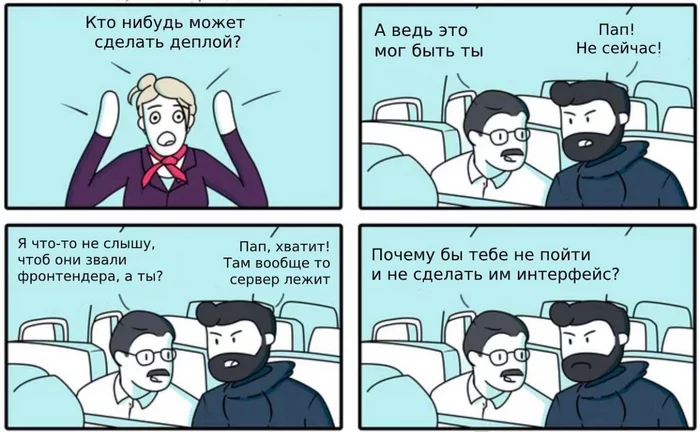 Кто нибудь может
сделать деплой?
А ведь это
мог быть ты
Пап!
Не сейчас!
Я что-то не слышу,
чтоб они звали
фронтендера, а ты?
Пап, хватит!
Там вообще то
сервер лежит
Почему бы тебе не пойти
и не сделать им интерфейс?